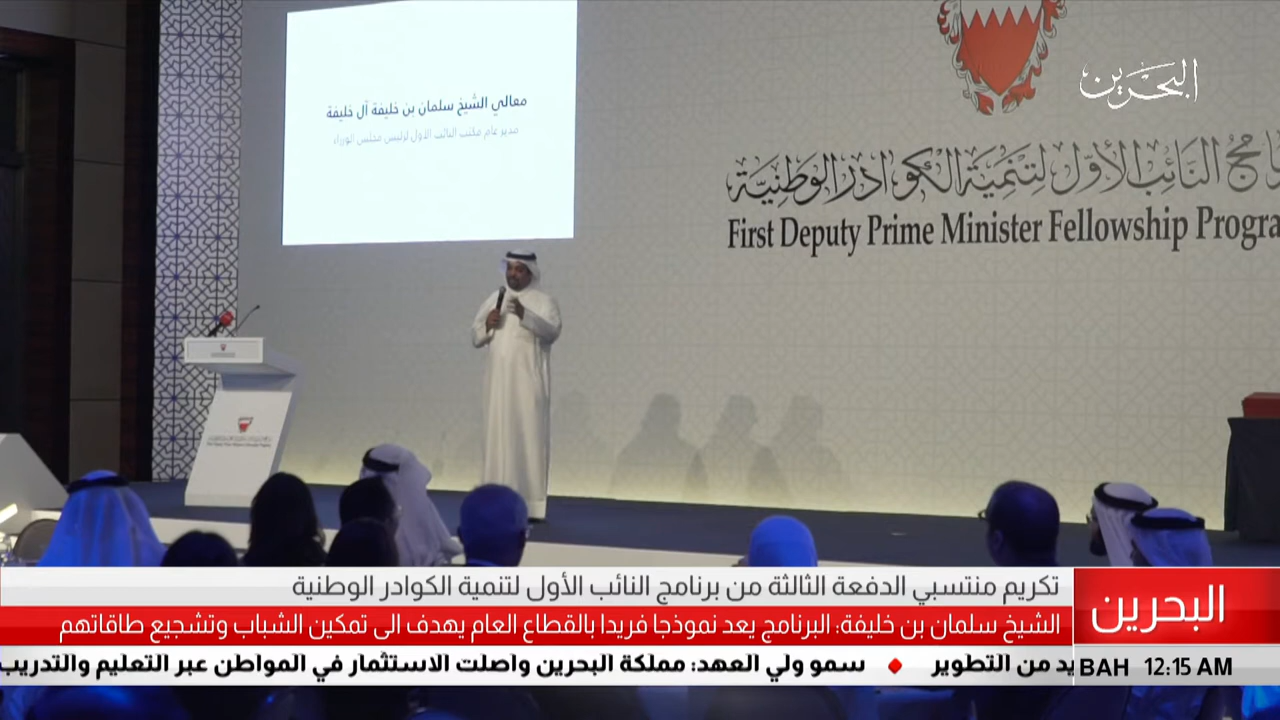 معالي الشيخ سلمان بن خليفة آل خليفة
مدير عام مكتب النائب الأول لرئيس مجلس الوزراء
البحرين
امج النائب الأول لتنمية الكوادر الوطنية
First Deputy Prime Minister Fellowship Progra
تكريم منتسبي الدفعة الثالثة من برنامج النائب الأول لتنمية الكوادر الوطنية
الشيخ سلمان بن خليفة: البرنامج يعد نموذجا فريدا بالقطاع العام يهدف الى تمكين الشباب وتشجيع طاقاتهم
البحرين
يد من التطوير ♦ سمو ولي العهد: مملكة البحرين واصلت الاستثمار في المواطن عبر التعليم والتدريب
BAH 12:15 AM